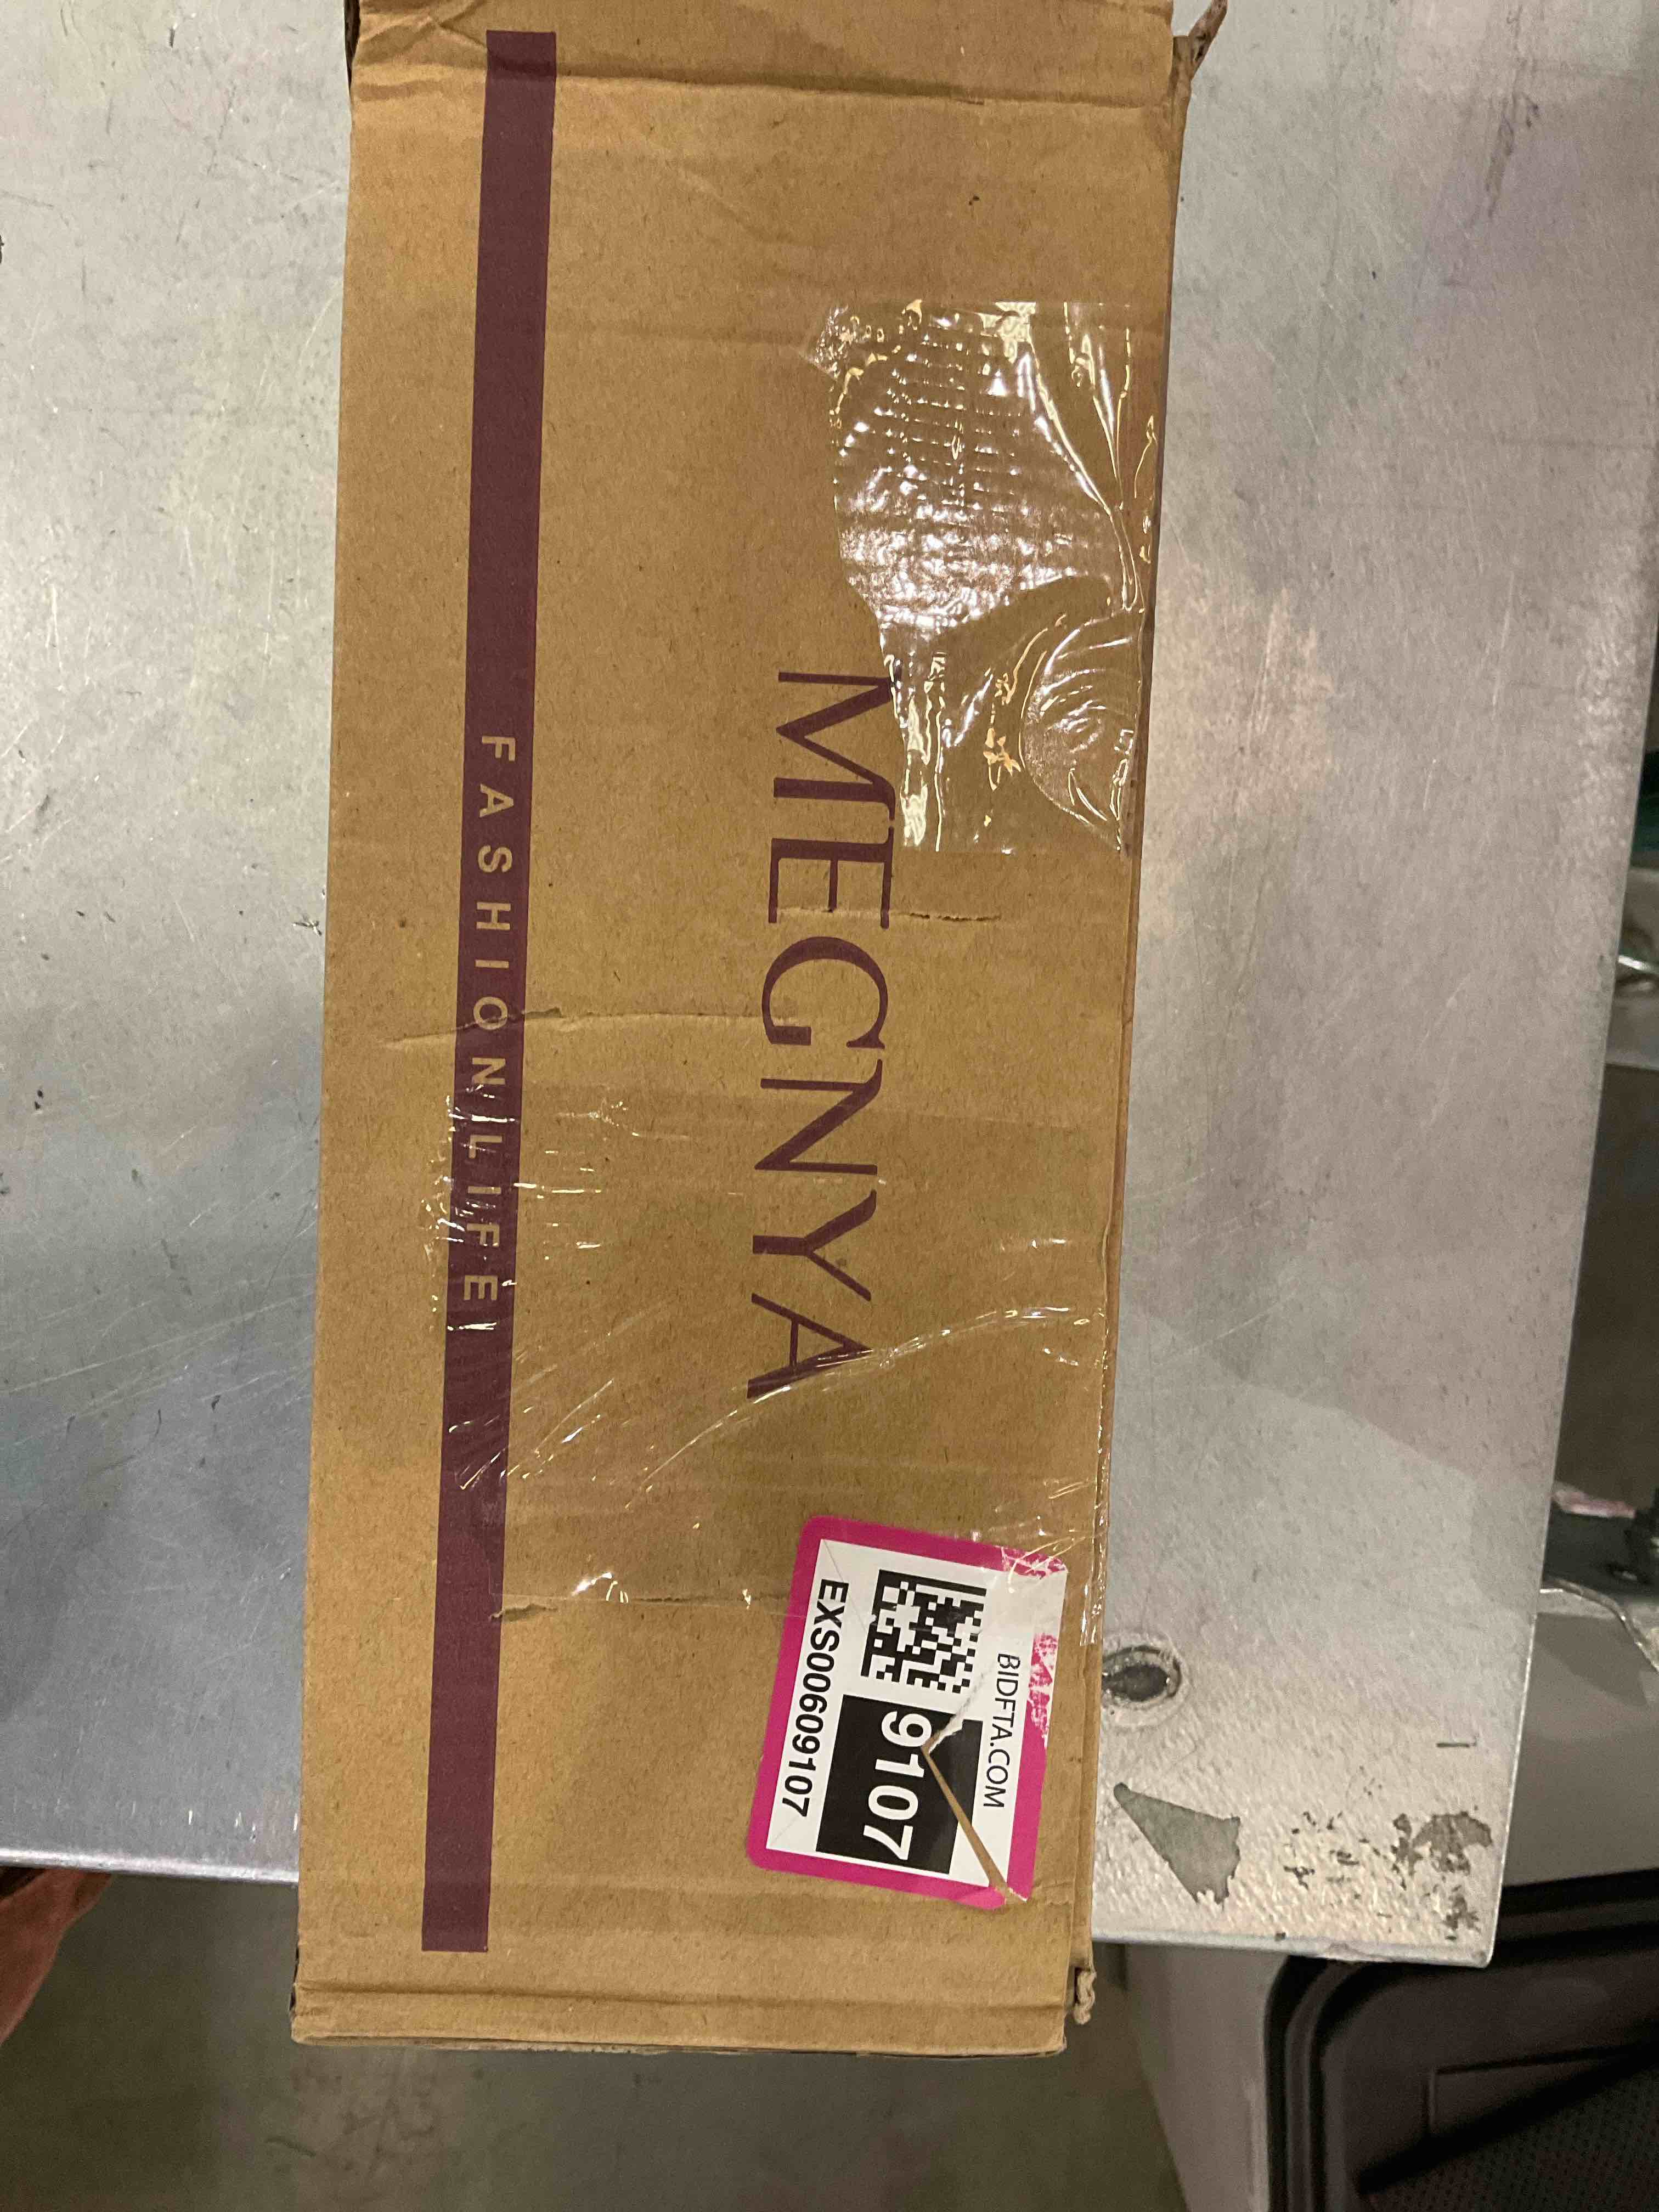 MEGNYA
FASHION LIFE
BIDFTA.COM
9107
EXS00609107